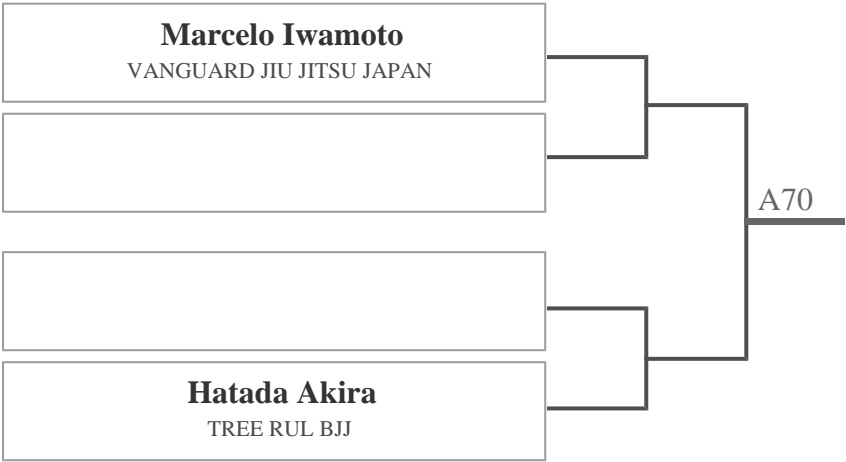 Marcelo Iwamoto
VANGUARD JIU JITSU JAPAN
A70
Hatada Akira
TREE RUL BJJ